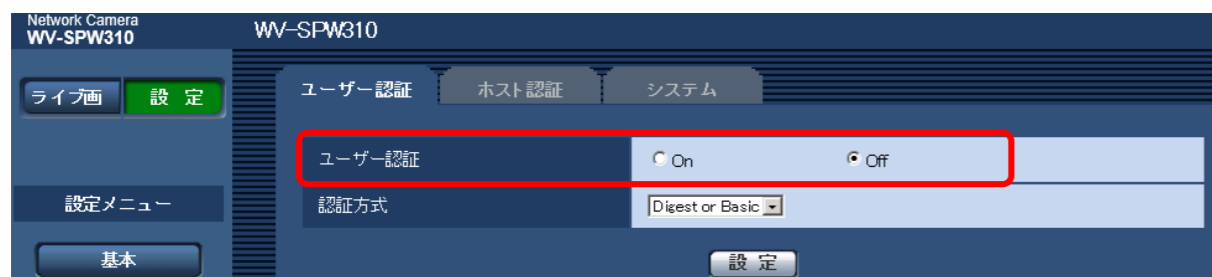 Network Camera
WV-SPW310
WV-SPW310
ライブ画 設 定
ユーザー認証 ホスト認証 システム
ユーザー認証 On Off
設定メニュー
認証方式 Digest or Basic
基本
設 定